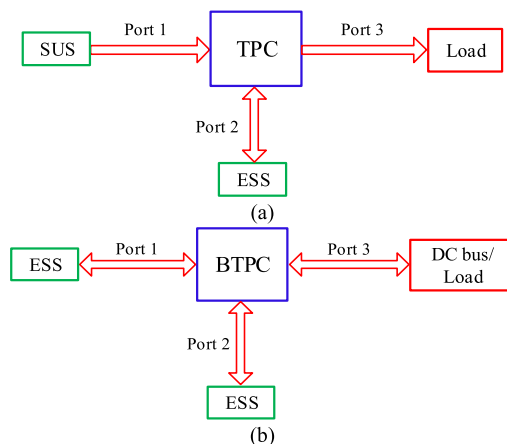 Port 1
Port 3
SUS
TPC
Load
Port 2
ESS
(a)
Port 1
Port 3
ESS
BTPC
DC bus/
Load
Port 2
ESS
(b)